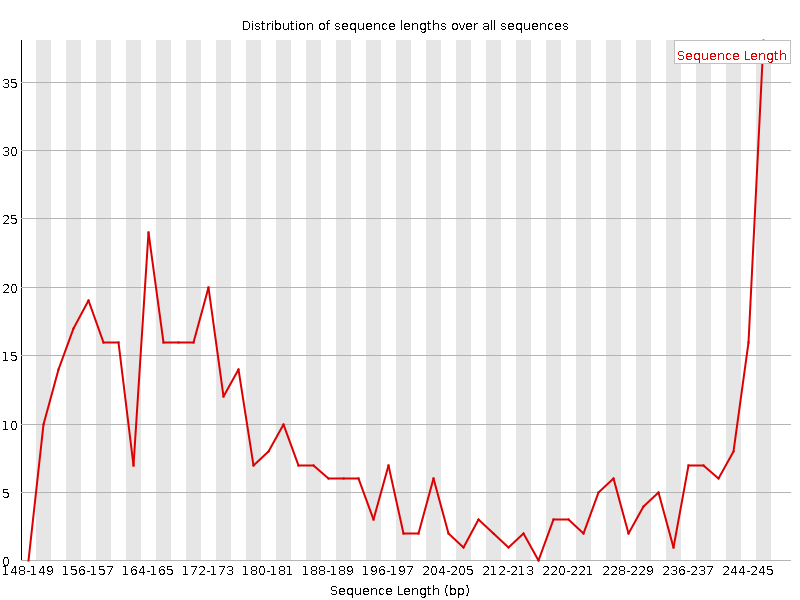 Distribution of sequence lengths over all sequences
Sequence Length
35
30
25
20
15
10
5
0
148-149 156-157 164-165 172-173 180-181 188-189 196-197 204-205 212-213 220-221 228-229 236-237 244-245
Sequence Length (bp)